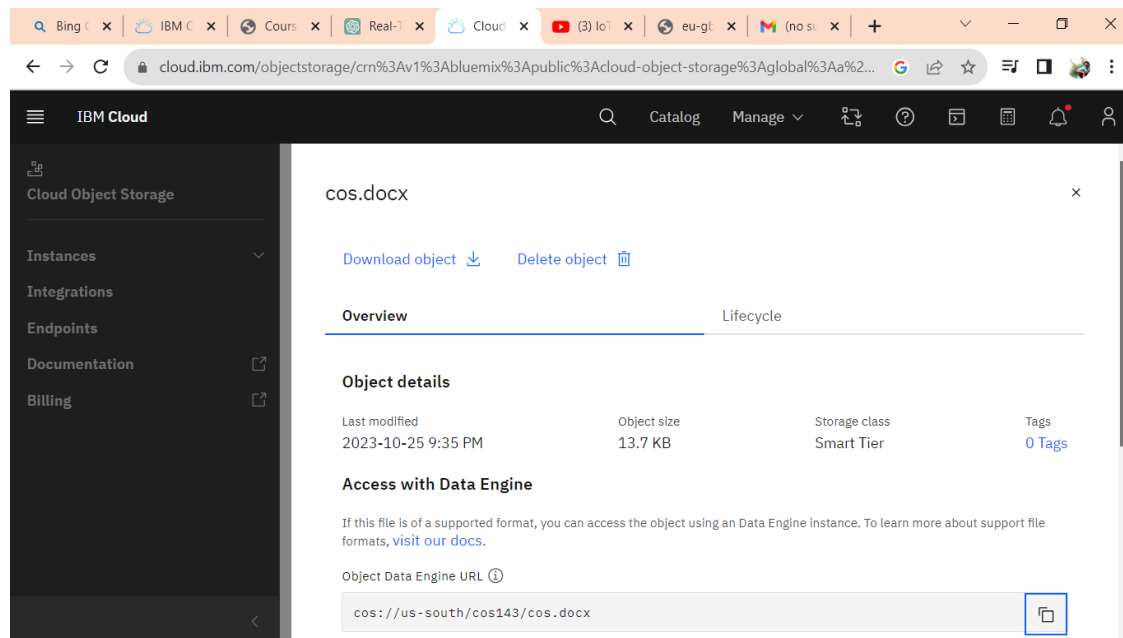 Bing C
IBM C
Cours
Real-T
Cloud
(3) IoT
eu-gb
M (no su
cloud.ibm.com/objectstorage/crn%3Av1%3Abluemix%3Apublic%3Acloud-object-storage%3Aglobal%3Aa%2...
IBM Cloud
Catalog
Manage
Cloud Object Storage
Instances
Integrations
Endpoints
Documentation
Billing
cos.docx
Download object
Delete object
Overview
Lifecycle
Object details
Last modified
Object size
Storage class
Tags
2023-10-25 9:35 PM
13.7 KB
Smart Tier
0 Tags
Access with Data Engine
If this file is of a supported format, you can access the object using an Data Engine instance. To learn more about support file
formats, visit our docs.
Object Data Engine URL
cos://us-south/cos143/cos.docx